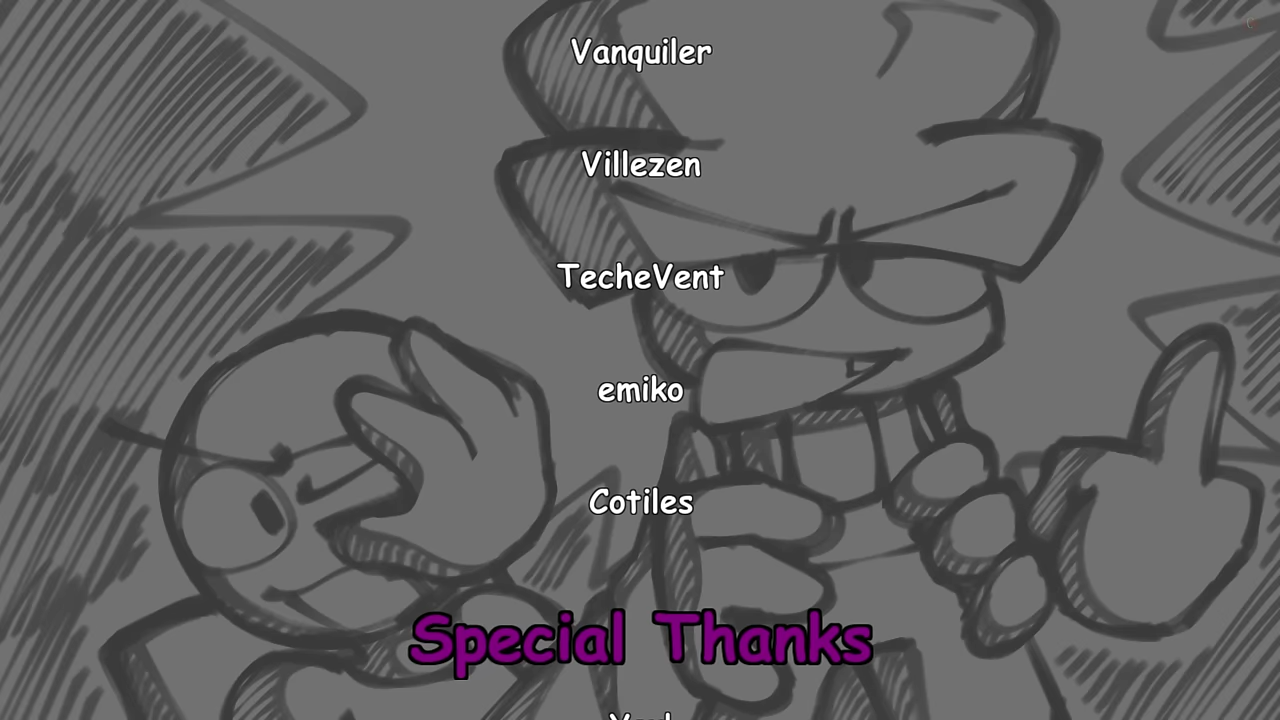 Vanquiler
Villezen
TecheVent
emiko
Cotiles
Special Thanks